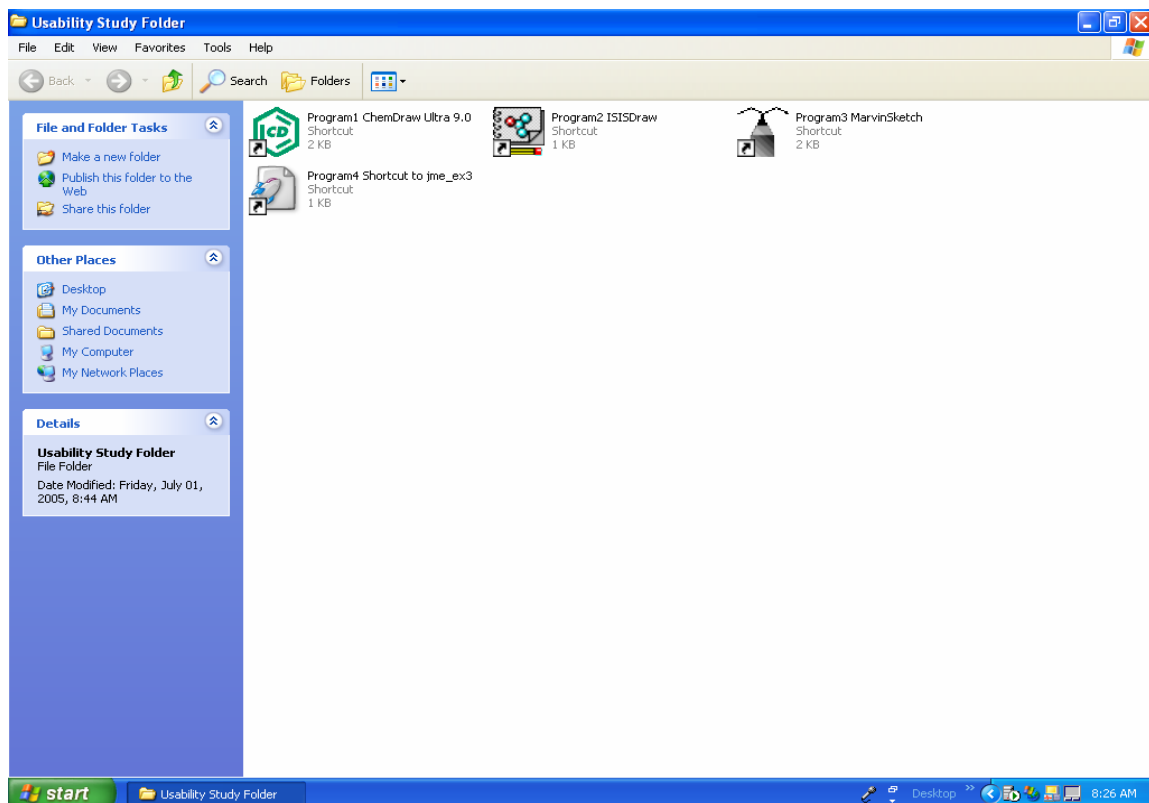 Usability Study Folder
File Edit View Favorites Tools Help
Back Search Folders
File and Folder Tasks
Make a new folder
Publish this folder to the
Web
Share this folder
Other Places
Desktop
My Documents
Shared Documents
My Computer
My Network Places
Details
Usability Study Folder
File Folder
Date Modified: Friday, July 01,
2005, 8:44 AM
Program1 ChemDraw Ultra 9.0
Shortcut
2 KB
Program2 ISISDraw
Shortcut
1 KB
Program3 MarvinSketch
Shortcut
2 KB
Program4 Shortcut to jme_ex3
Shortcut
1 KB
start Usability Study Folder Desktop » 8:26 AM